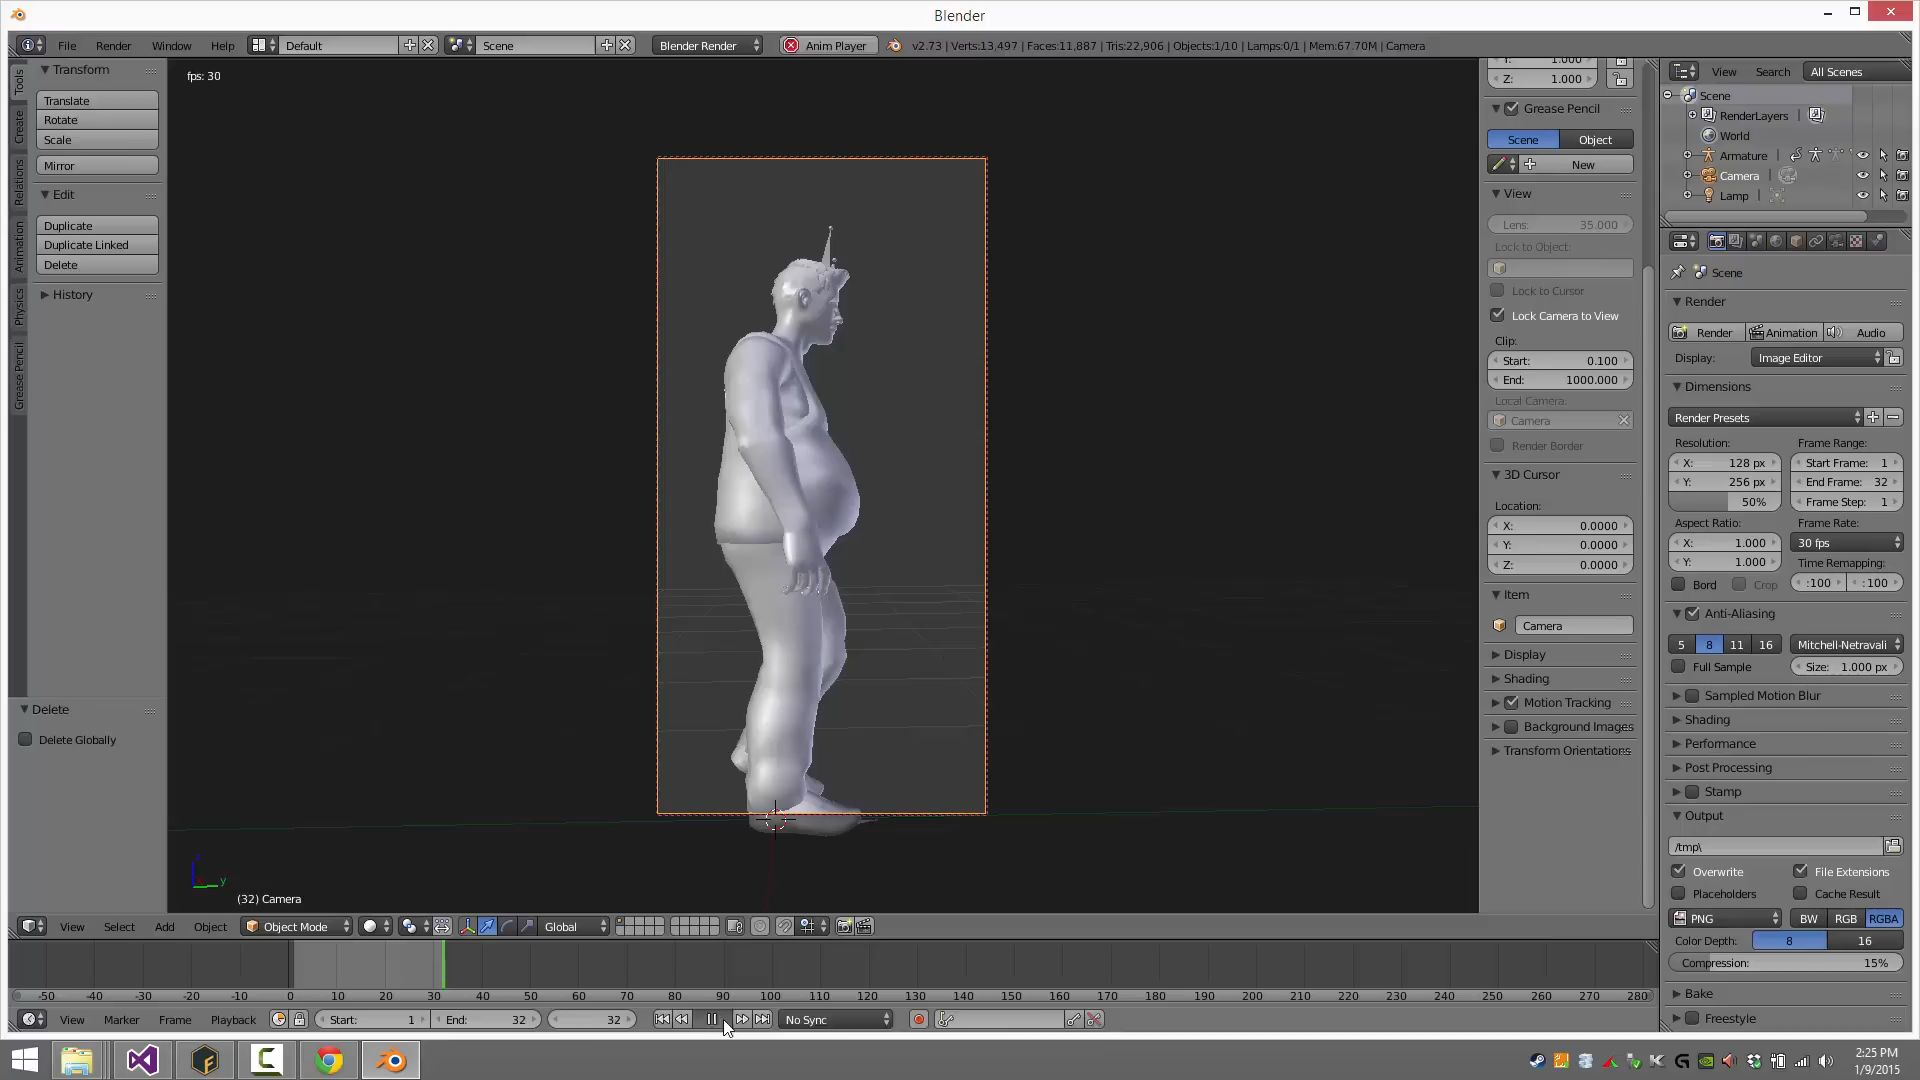 Blender
File Render Window Help Default Scene Blender Render Anim Player v2.73 | Verts:13,497 | Faces:11,887 | Tris:22,906 | Objects:1/10 | Lamps:0/1 | Mem:67.70M | Camera
Tools
Create
Relations
Animation
Physics
Grease Pencil
Transform
Translate
Rotate
Scale
Mirror
Edit
Duplicate
Duplicate Linked
Delete
History
Delete
Delete Globally
fps: 30
z
y
(32) Camera
1.000
Z: 1.000
Grease Pencil
Scene Object
New
View
Lens: 35.000
Lock to Object:
Lock to Cursor
Lock Camera to View
Clip:
Start: 0.100
End: 1000.000
Local Camera:
Camera
Render Border
3D Cursor
Location:
X: 0.0000
Y: 0.0000
Z: 0.0000
Item
Camera
Display
Shading
Motion Tracking
Background Images
Transform Orientations
View Search All Scenes
Scene
RenderLayers
World
Armature
Camera
Lamp
Scene
Render
Render Animation Audio
Display: Image Editor
Dimensions
Render Presets
Resolution: Frame Range:
X: 128 px Start Frame: 1
Y: 256 px End Frame: 32
50% Frame Step: 1
Aspect Ratio: Frame Rate:
X: 1.000 30 fps
Y: 1.000 Time Remapping:
Bord Crop :100 :100
Anti-Aliasing
5 8 11 16 Mitchell-Netravali
Full Sample Size: 1.000 px
Sampled Motion Blur
Shading
Performance
Post Processing
Stamp
Output
/tmp\
Overwrite File Extensions
Placeholders Cache Result
PNG BW RGB RGBA
Color Depth: 8 16
Compression: 15%
Bake
Freestyle
View Select Add Object Object Mode Global
-50 -40 -30 -20 -10 0 10 20 30 40 50 60 70 80 90 100 110 120 130 140 150 160 170 180 190 200 210 220 230 240 250 260 270 280
View Marker Frame Playback Start: 1 End: 32 32 No Sync
2:25 PM
1/9/2015